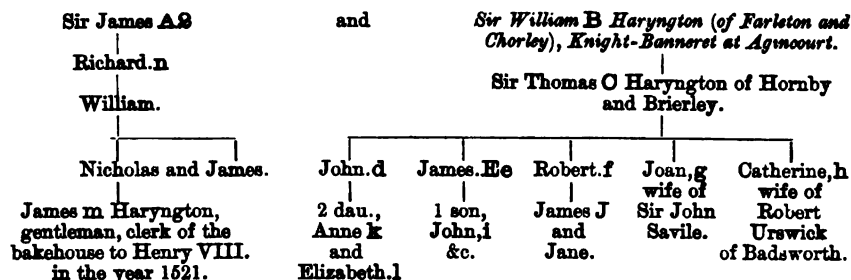 Sir James A2 and Sir William B Haryngton (of Farleton and
Chorley), Knight-Banneret at Agincourt.
Richard.n
Sir Thomas C Haryngton of Hornby
and Brierley.
William.
Nicholas and James. John.d James.Ee Robert.f Joan,g Catherine,h
wife of wife of
James m Haryngton, 2 dau., 1 son, James J Sir John Robert
gentleman, clerk of the Anne k John,i and Savile. Urswick
bakehouse to Henry VIII. and &c. Jane. of Badsworth.
in the year 1521. Elizabeth.l